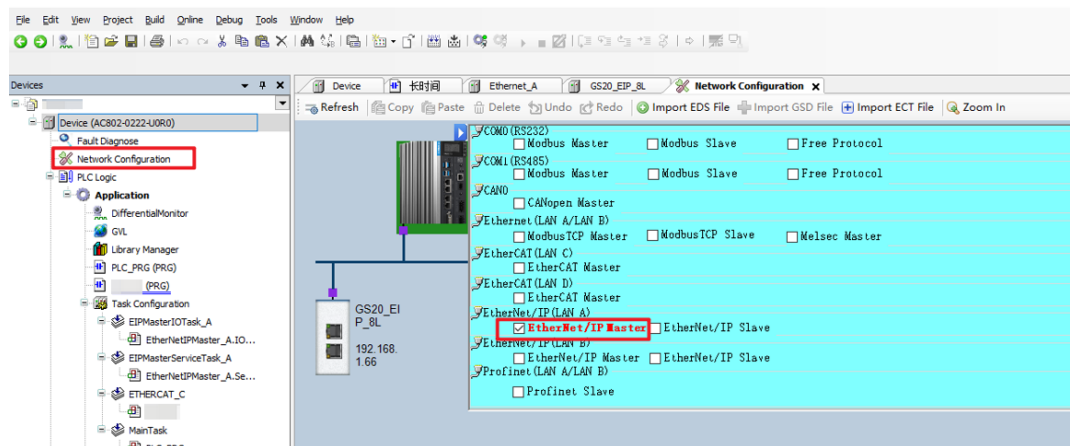 File Edit View Project Build Online Debug Tools Window Help
Devices
Device 长时间 Ethernet_A GS20_EIP_8L Network Configuration
Refresh Copy Paste Delete Undo Redo Import EDS File Import GSD File Import ECT File Zoom In
Device (AC802-0222-U0R0)
Fault Diagnose
Network Configuration
PLC Logic
Application
DifferentialMonitor
GVL
Library Manager
PLC_PRG (PRG)
(PRG)
Task Configuration
EIPMasterIOTask_A
EtherNetIPMaster_A.IO...
EIPMasterServiceTask_A
EtherNetIPMaster_A.Se...
ETHERCAT_C
MainTask
GS20_EI
P_8L
192.168.
1.66
COM0(RS232)
Modbus Master Modbus Slave Free Protocol
COM1(RS485)
Modbus Master Modbus Slave Free Protocol
CAN0
CANopen Master
Ethernet(LAN A/LAN B)
ModbusTCP Master ModbusTCP Slave Melsec Master
EtherCAT(LAN C)
EtherCAT Master
EtherCAT(LAN D)
EtherCAT Master
EtherNet/IP(LAN A)
EtherNet/IP Master EtherNet/IP Slave
EtherNet/IP(LAN B)
EtherNet/IP Master EtherNet/IP Slave
Profinet(LAN A/LAN B)
Profinet Slave